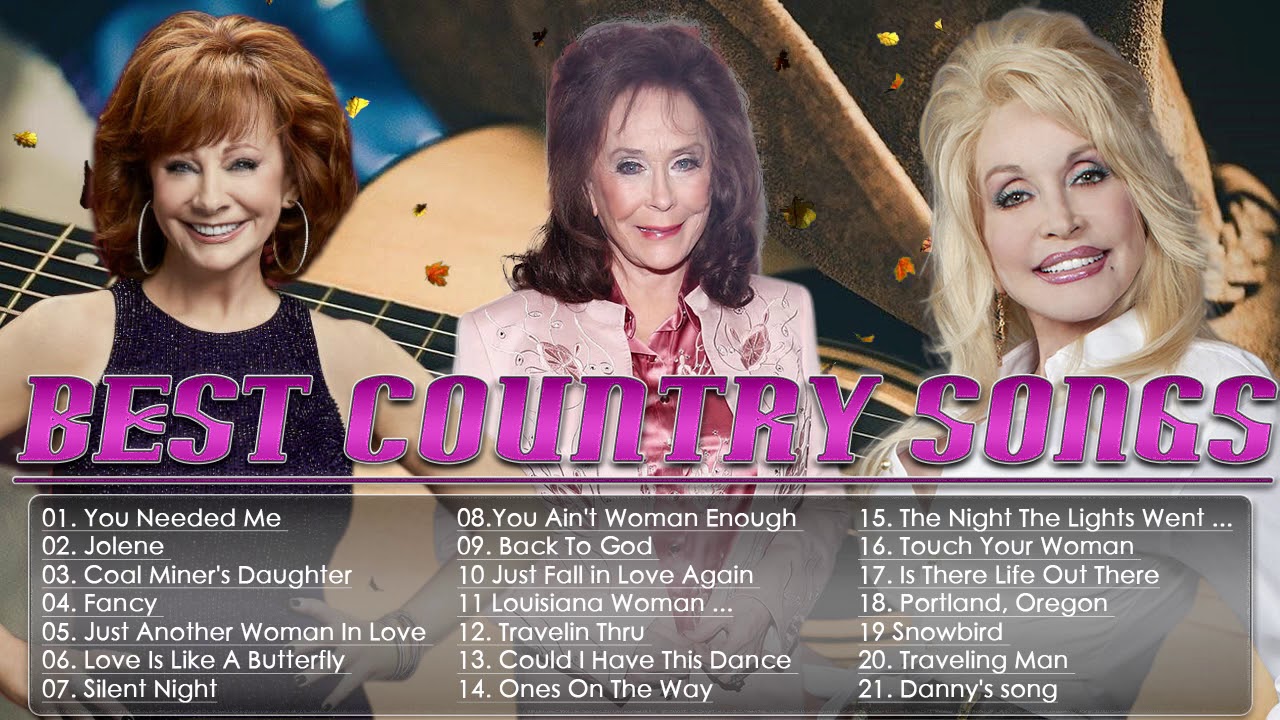 BEST COUNTRY SONGS
01. You Needed Me
02. Jolene
03. Coal Miner's Daughter
04. Fancy
05. Just Another Woman In Love
06. Love Is Like A Butterfly
07. Silent Night
08.You Ain't Woman Enough
09. Back To God
10 Just Fall in Love Again
11 Louisiana Woman ...
12. Travelin Thru
13. Could I Have This Dance
14. Ones On The Way
15. The Night The Lights Went ...
16. Touch Your Woman
17. Is There Life Out There
18. Portland, Oregon
19 Snowbird
20. Traveling Man
21. Danny's song